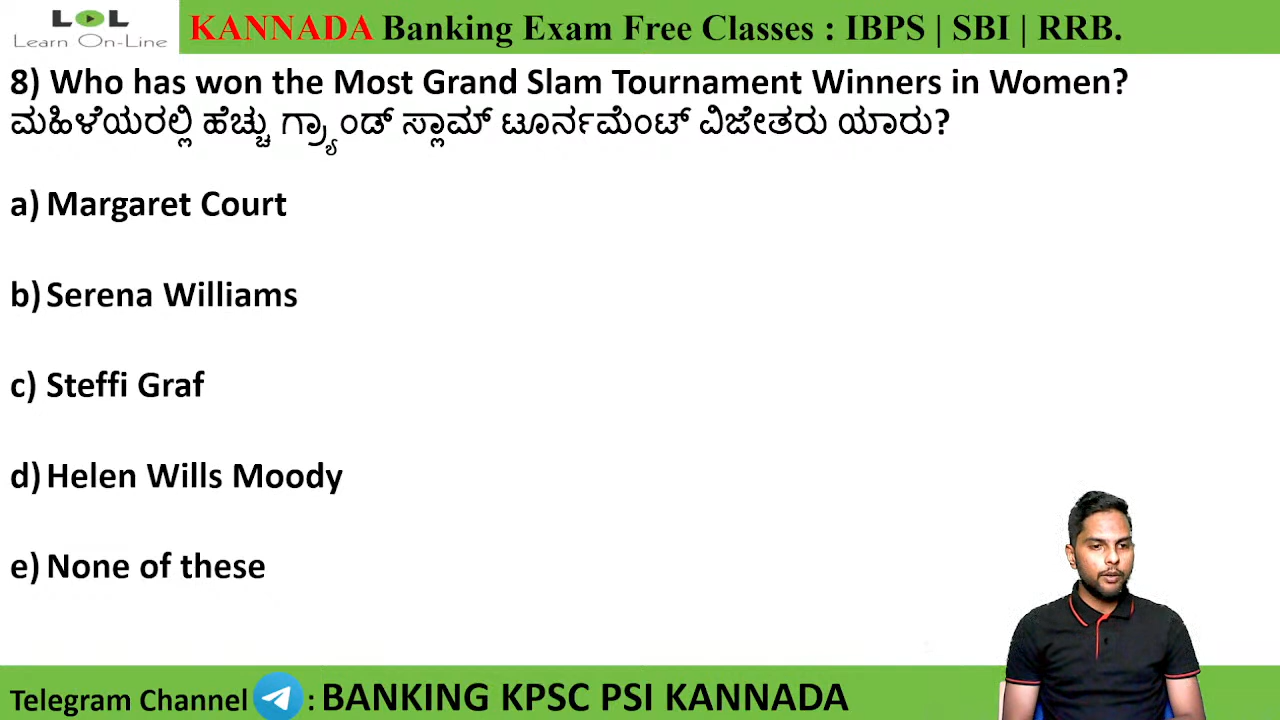 LOL
Learn On-Line
KANNADA Banking Exam Free Classes : IBPS | SBI | RRB.
8) Who has won the Most Grand Slam Tournament Winners in Women?
ಮಹಿಳೆಯರಲ್ಲಿ ಹೆಚ್ಚು ಗ್ರ್ಯಾಂಡ್ ಸ್ಲಾಮ್ ಟೂರ್ನಮೆಂಟ್ ವಿಜೇತರು ಯಾರು?
a) Margaret Court
b) Serena Williams
c) Steffi Graf
d) Helen Wills Moody
e) None of these
Telegram Channel : BANKING KPSC PSI KANNADA